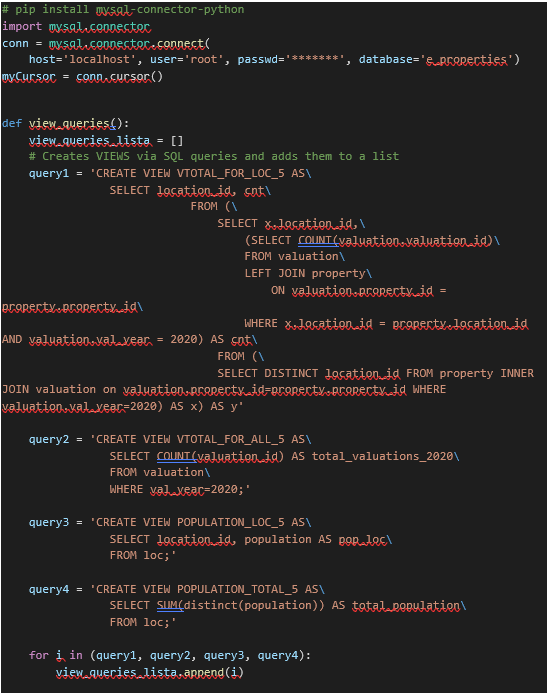 # pip install mysql-connector-python
import mysql.connector
conn = mysql.connector.connect(
    host='localhost', user='root', passwd='*******', database='e_properties')
myCursor = conn.cursor()
def view_queries():
    view_queries_lista = []
    # Creates VIEWS via SQL queries and adds them to a list
    query1 = 'CREATE VIEW VTOTAL_FOR_LOC_5 AS\
                SELECT location_id, cnt\
                            FROM (\
                                SELECT x.location_id,\
                                    (SELECT COUNT(valuation.valuation_id)\
                                    FROM valuation\
                                    LEFT JOIN property\
                                        ON valuation.property_id =
property.property_id\
                                    WHERE x.location_id = property.location_id
AND valuation.val_year = 2020) AS cnt\
                                FROM (\
                                SELECT DISTINCT location_id FROM property INNER
JOIN valuation on valuation.property_id=property.property_id WHERE
valuation.val_year=2020) AS x) AS y'
    query2 = 'CREATE VIEW VTOTAL_FOR_ALL_5 AS\
                SELECT COUNT(valuation_id) AS total_valuations_2020\
                FROM valuation\
                WHERE val_year=2020;'
    query3 = 'CREATE VIEW POPULATION_LOC_5 AS\
                SELECT location_id, population AS pop_loc\
                FROM loc;'
    query4 = 'CREATE VIEW POPULATION_TOTAL_5 AS\
                SELECT SUM(distinct(population)) AS total_population\
                FROM loc;'
    for i in (query1, query2, query3, query4):
        view_queries_lista.append(i)